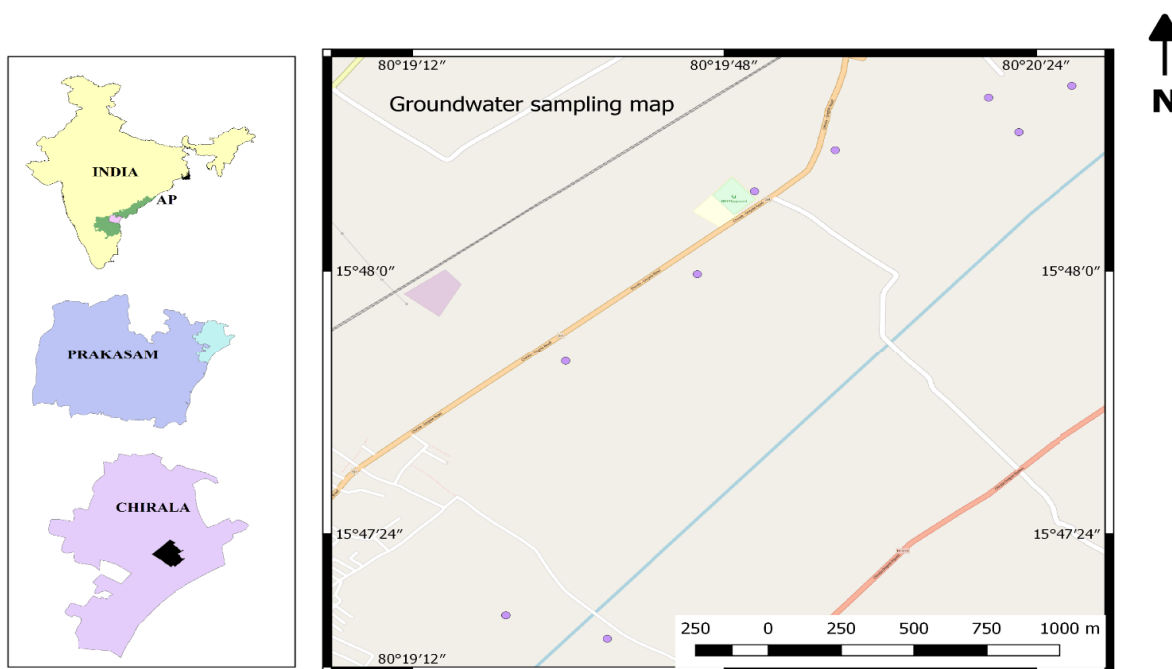 INDIA
AP
PRAKASAM
CHIRALA
N
80°19′12″
80°19′48″
80°20′24″
Groundwater sampling map
15°48′0″
15°48′0″
15°47′24″
15°47′24″
250 0 250 500 750 1000 m
80°19′12″